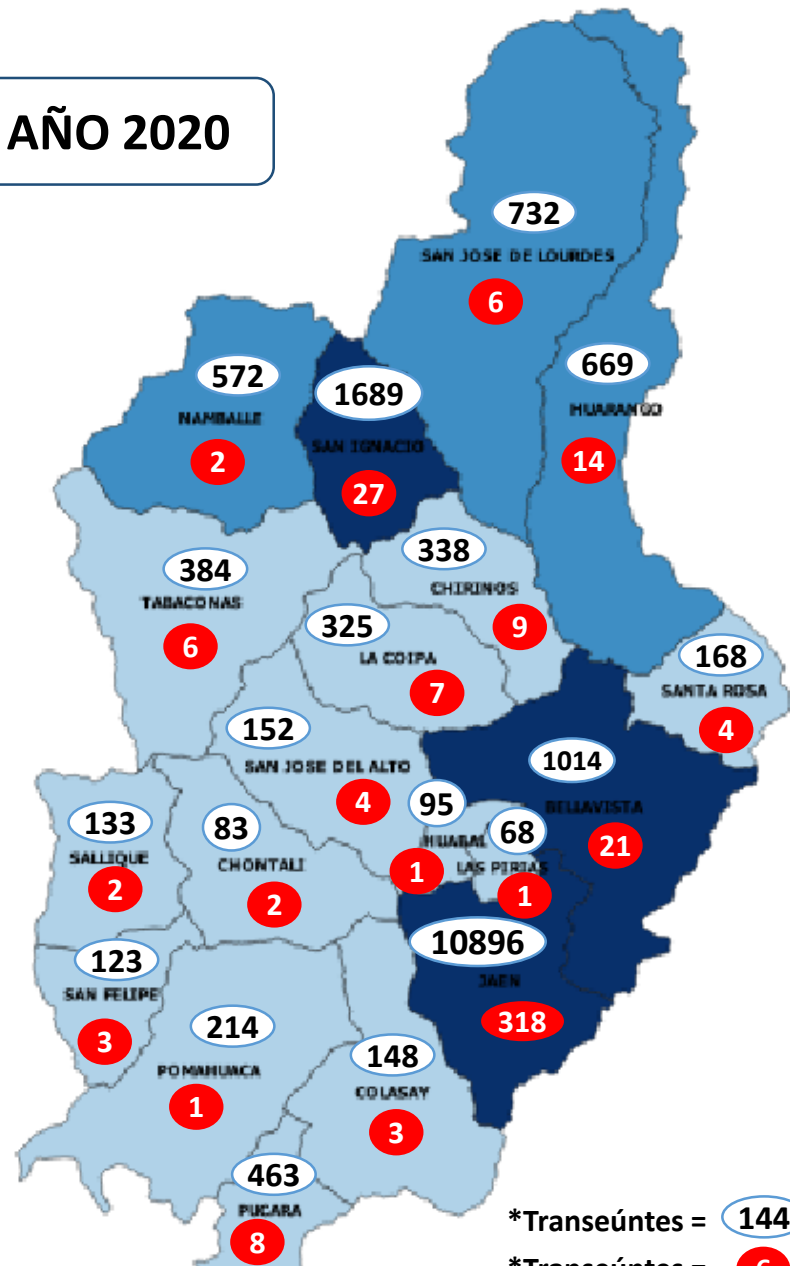 AÑO 2020
732
SAN JOSE DE LOURDES
6
669
HUARANGO
14
572
NAMBALLE
2
1689
SAN IGNACIO
27
384
TABACONAS
6
338
CHIRINOS
9
325
LA COIPA
7
168
SANTA ROSA
4
152
SAN JOSE DEL ALTO
4
1014
BELLAVISTA
21
95
HUABAL
1
68
LAS PIRIAS
1
133
SALLIQUE
2
83
CHONTALI
2
10896
JAEN
318
123
SAN FELIPE
3
214
POMAHUACA
1
148
COLASAY
3
463
PUCARA
8
*Transeúntes = 144
*Transeúntes = 6